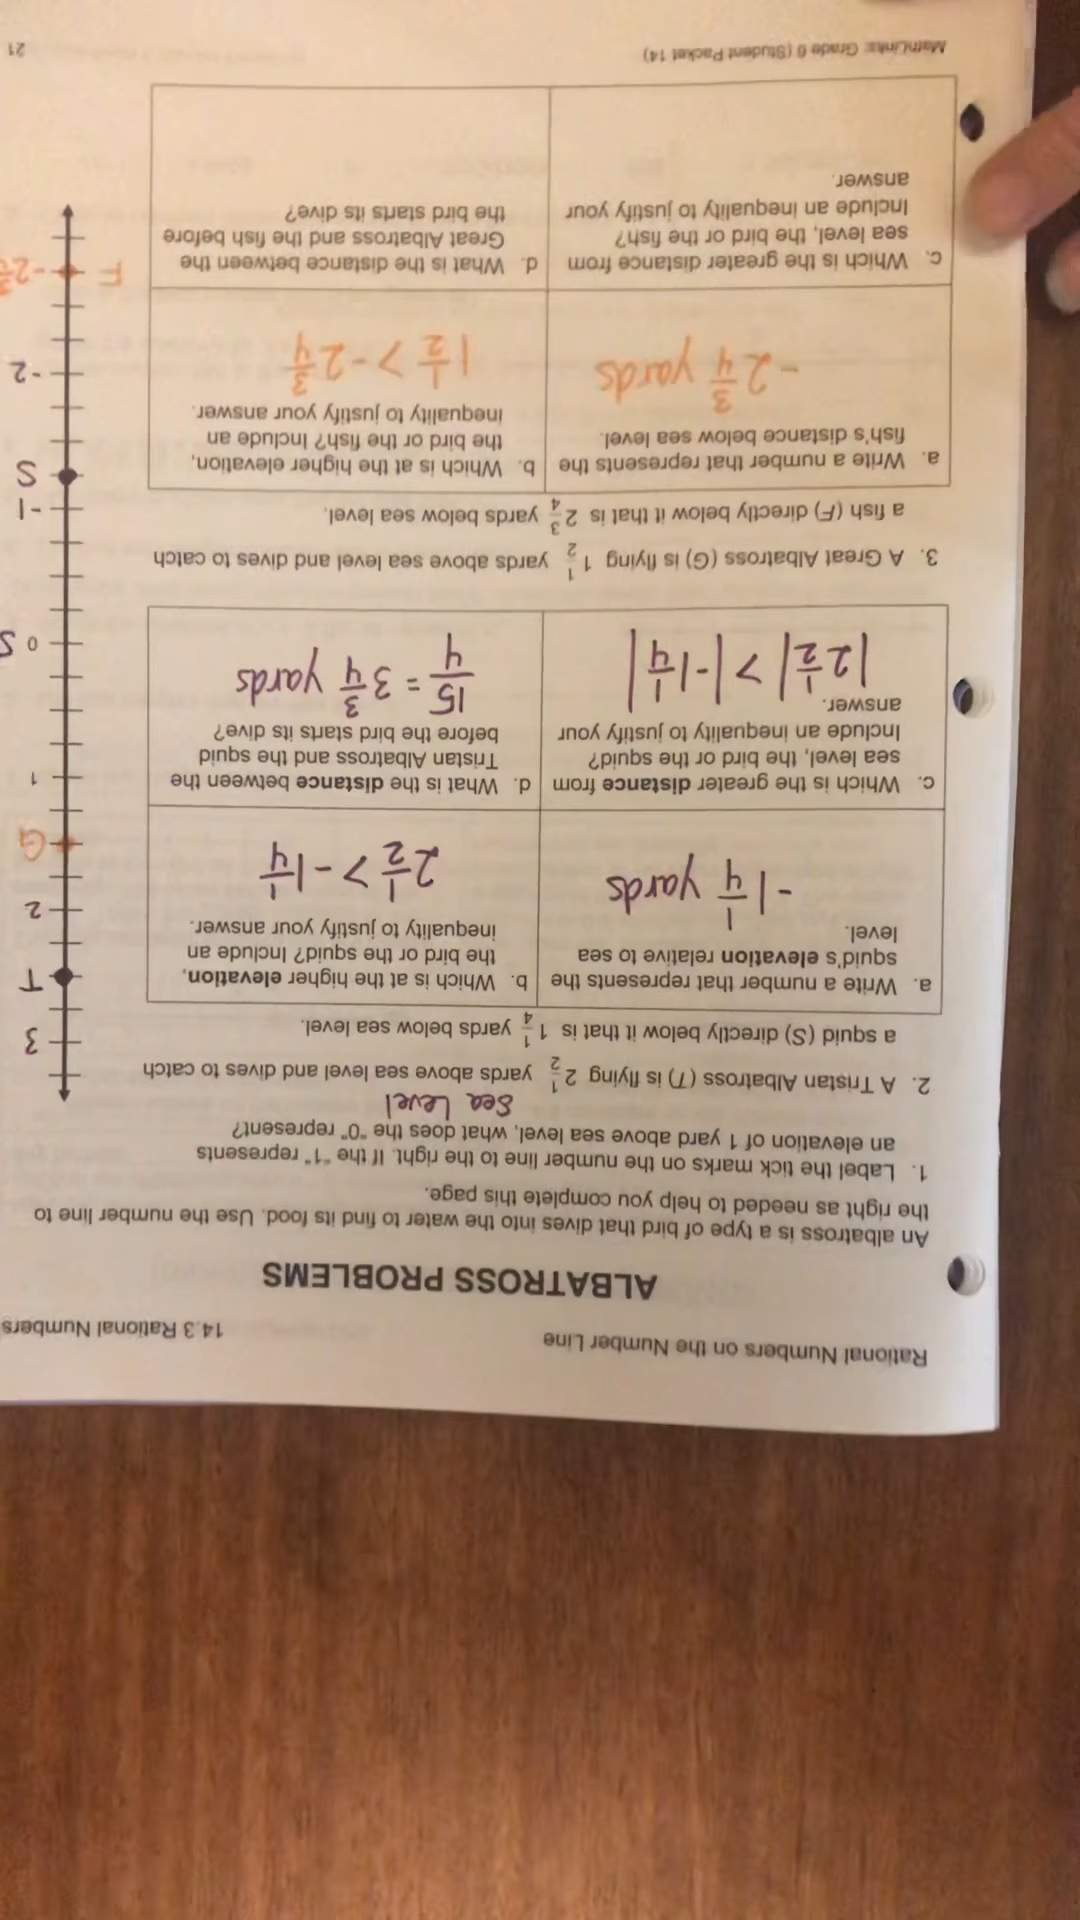 Rational Numbers on the Number Line
14.3 Rational Numbers
ALBATROSS PROBLEMS
An albatross is a type of bird that dives into the water to find its food. Use the number line to
the right as needed to help you complete this page.
1. Label the tick marks on the number line to the right. If the "1" represents
an elevation of 1 yard above sea level, what does the "0" represent?
Sea Level
2. A Tristan Albatross (T) is flying 2 1/2 yards above sea level and dives to catch
a squid (S) directly below it that is 1 1/4 yards below sea level.
a. Write a number that represents the
squid's elevation relative to sea
level.
-1 1/4 yards
b. Which is at the higher elevation,
the bird or the squid? Include an
inequality to justify your answer.
2 1/2 > -1 1/4
c. Which is the greater distance from
sea level, the bird or the squid?
Include an inequality to justify your
answer.
|2 1/2| > |-1 1/4|
d. What is the distance between the
Tristan Albatross and the squid
before the bird starts its dive?
15/4 = 3 3/4 yards
3. A Great Albatross (G) is flying 1 1/2 yards above sea level and dives to catch
a fish (F) directly below it that is 2 3/4 yards below sea level.
a. Write a number that represents the
fish's distance below sea level.
-2 3/4 yards
b. Which is at the higher elevation,
the bird or the fish? Include an
inequality to justify your answer.
1 1/2 > -2 3/4
c. Which is the greater distance from
sea level, the bird or the fish?
Include an inequality to justify your
answer.
d. What is the distance between the
Great Albatross and the fish before
the bird starts its dive?
3
T
2
G
1
0 S
-1
S
-2
F -2 3/4
MathLinks: Grade 6 (Student Packet 14)
21